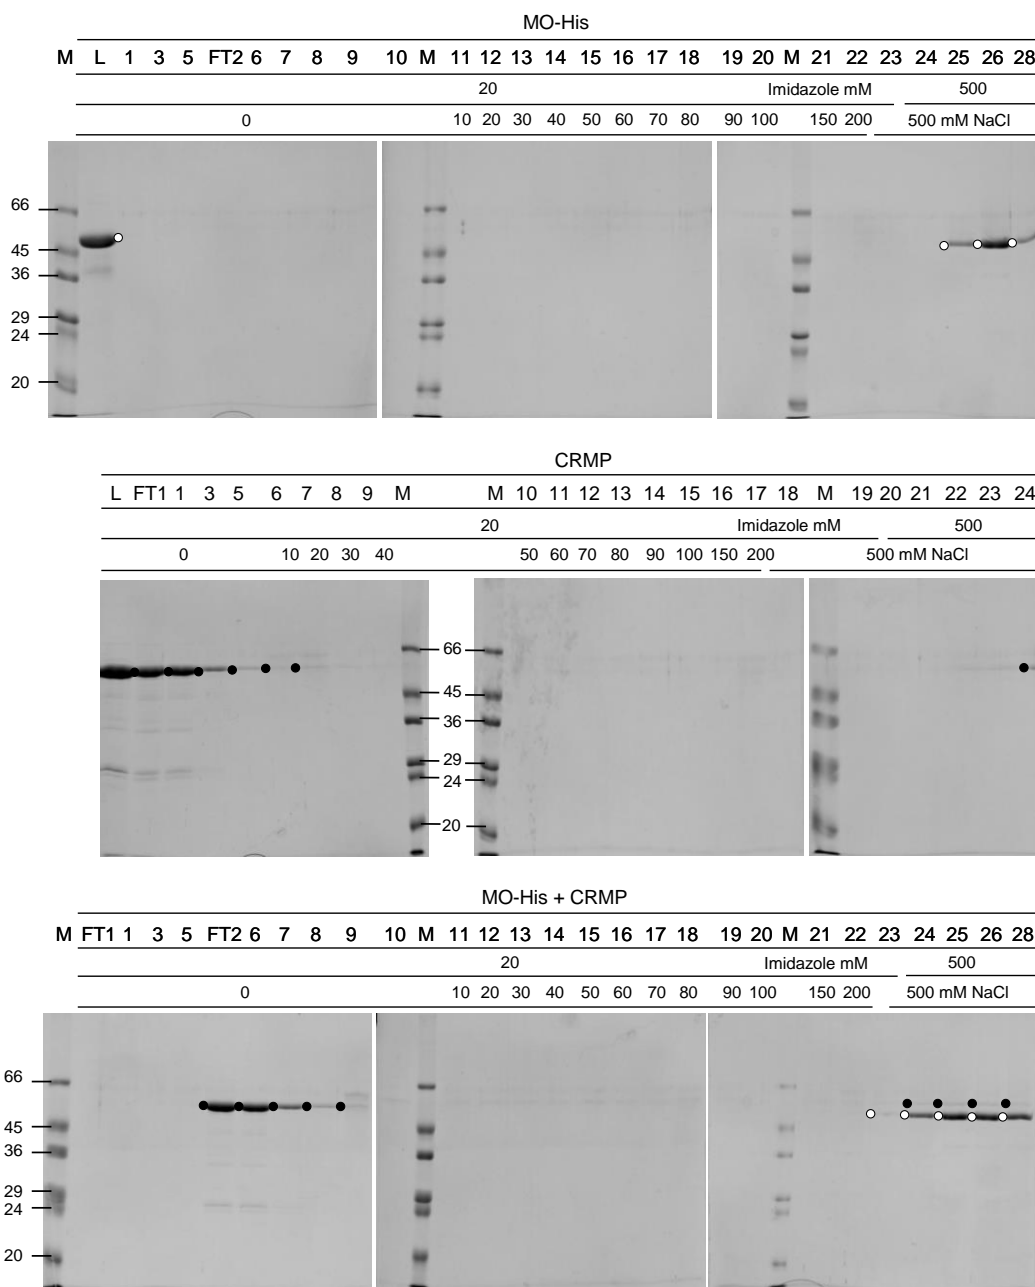 MO-His
M L 1 3 5 FT2 6 7 8 9 10 M 11 12 13 14 15 16 17 18 19 20 M 21 22 23 24 25 26 28
20 Imidazole mM 500
0 10 20 30 40 50 60 70 80 90 100 150 200 500 mM NaCl
66
45
36
29
24
20
CRMP
L FT1 1 3 5 6 7 8 9 M M 10 11 12 13 14 15 16 17 18 M 19 20 21 22 23 24
20 Imidazole mM 500
0 10 20 30 40 50 60 70 80 90 100 150 200 500 mM NaCl
66
45
36
29
24
20
MO-His + CRMP
M FT1 1 3 5 FT2 6 7 8 9 10 M 11 12 13 14 15 16 17 18 19 20 M 21 22 23 24 25 26 28
20 Imidazole mM 500
0 10 20 30 40 50 60 70 80 90 100 150 200 500 mM NaCl
66
45
36
29
24
20